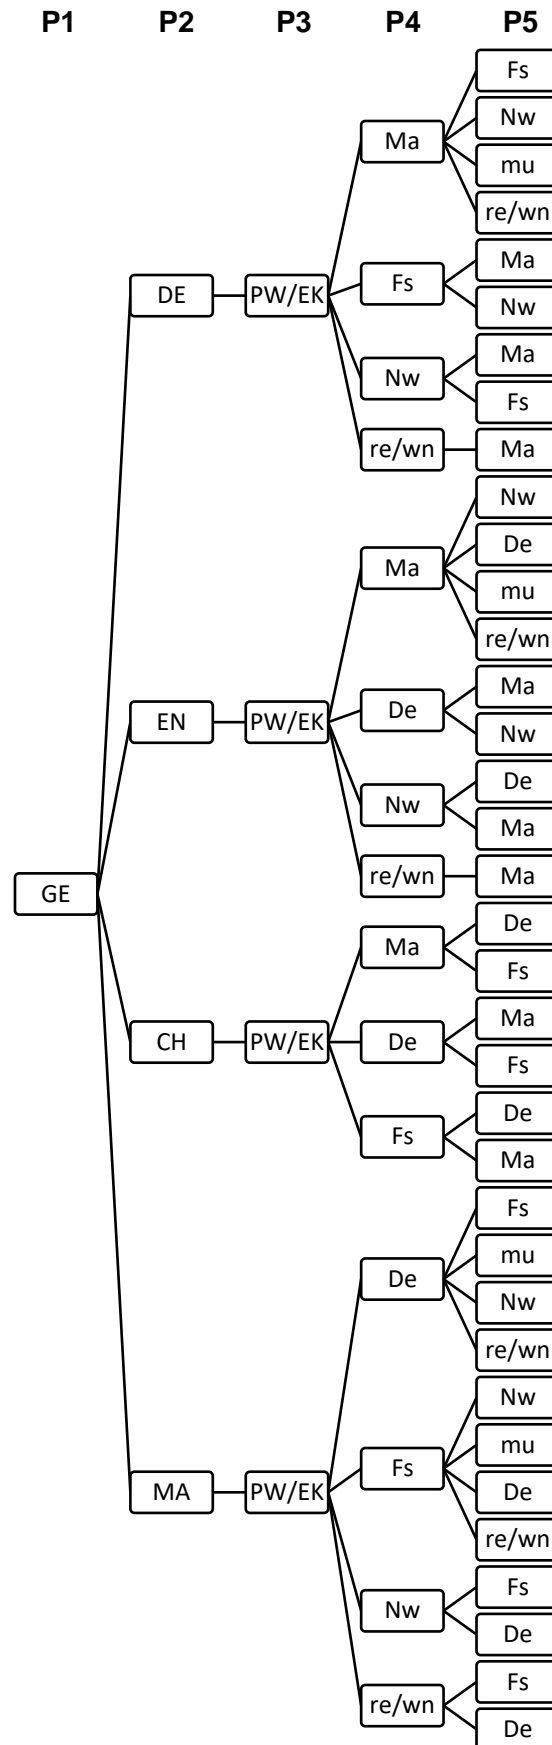 P1 P2 P3 P4 P5
Fs
Nw
Ma
mu
re/wn
Ma
DE PW/EK Fs
Nw
Ma
Nw
Fs
re/wn Ma
Nw
De
Ma
mu
re/wn
Ma
EN PW/EK De
Nw
De
Nw
Ma
re/wn Ma
GE
De
Ma
Fs
Ma
CH PW/EK De
Fs
De
Fs
Ma
Fs
mu
De
Nw
re/wn
Nw
mu
Fs
MA PW/EK
De
re/wn
Fs
Nw
De
Fs
re/wn
De